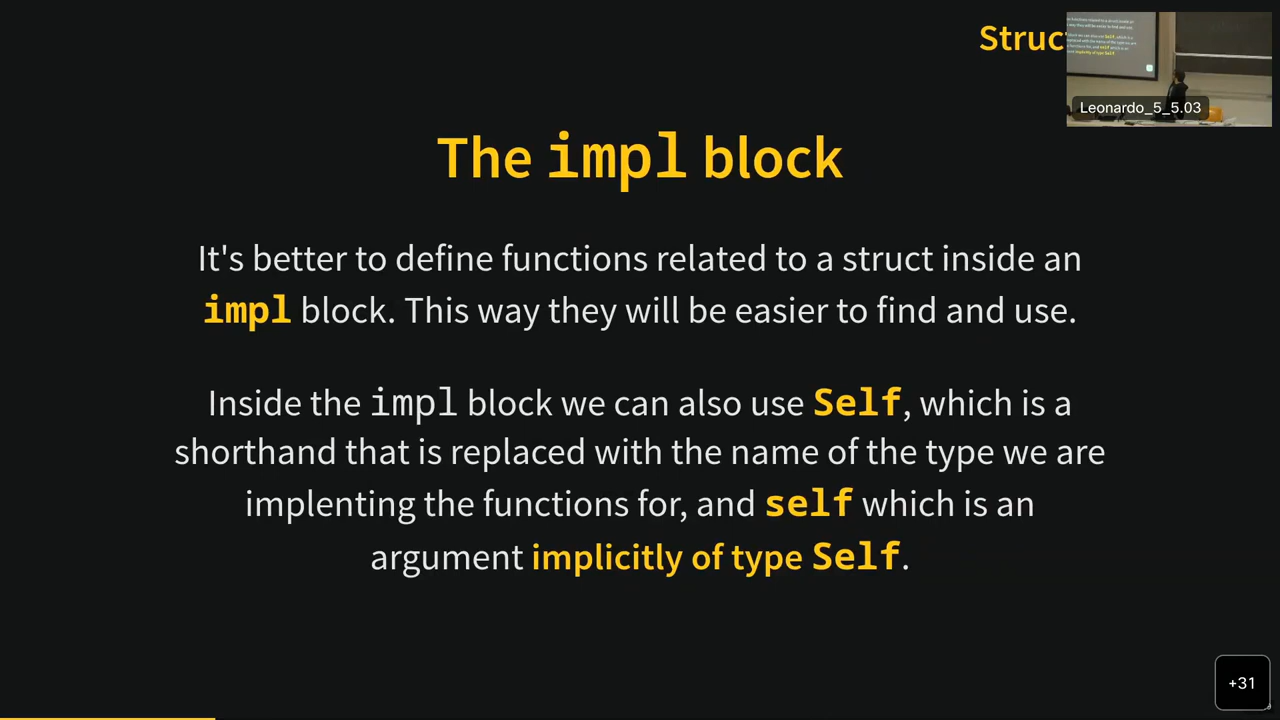 Struc
Leonardo_5_5.03
The impl block
It's better to define functions related to a struct inside an
impl block. This way they will be easier to find and use.
Inside the impl block we can also use Self, which is a
shorthand that is replaced with the name of the type we are
implenting the functions for, and self which is an
argument implicitly of type Self.
+31